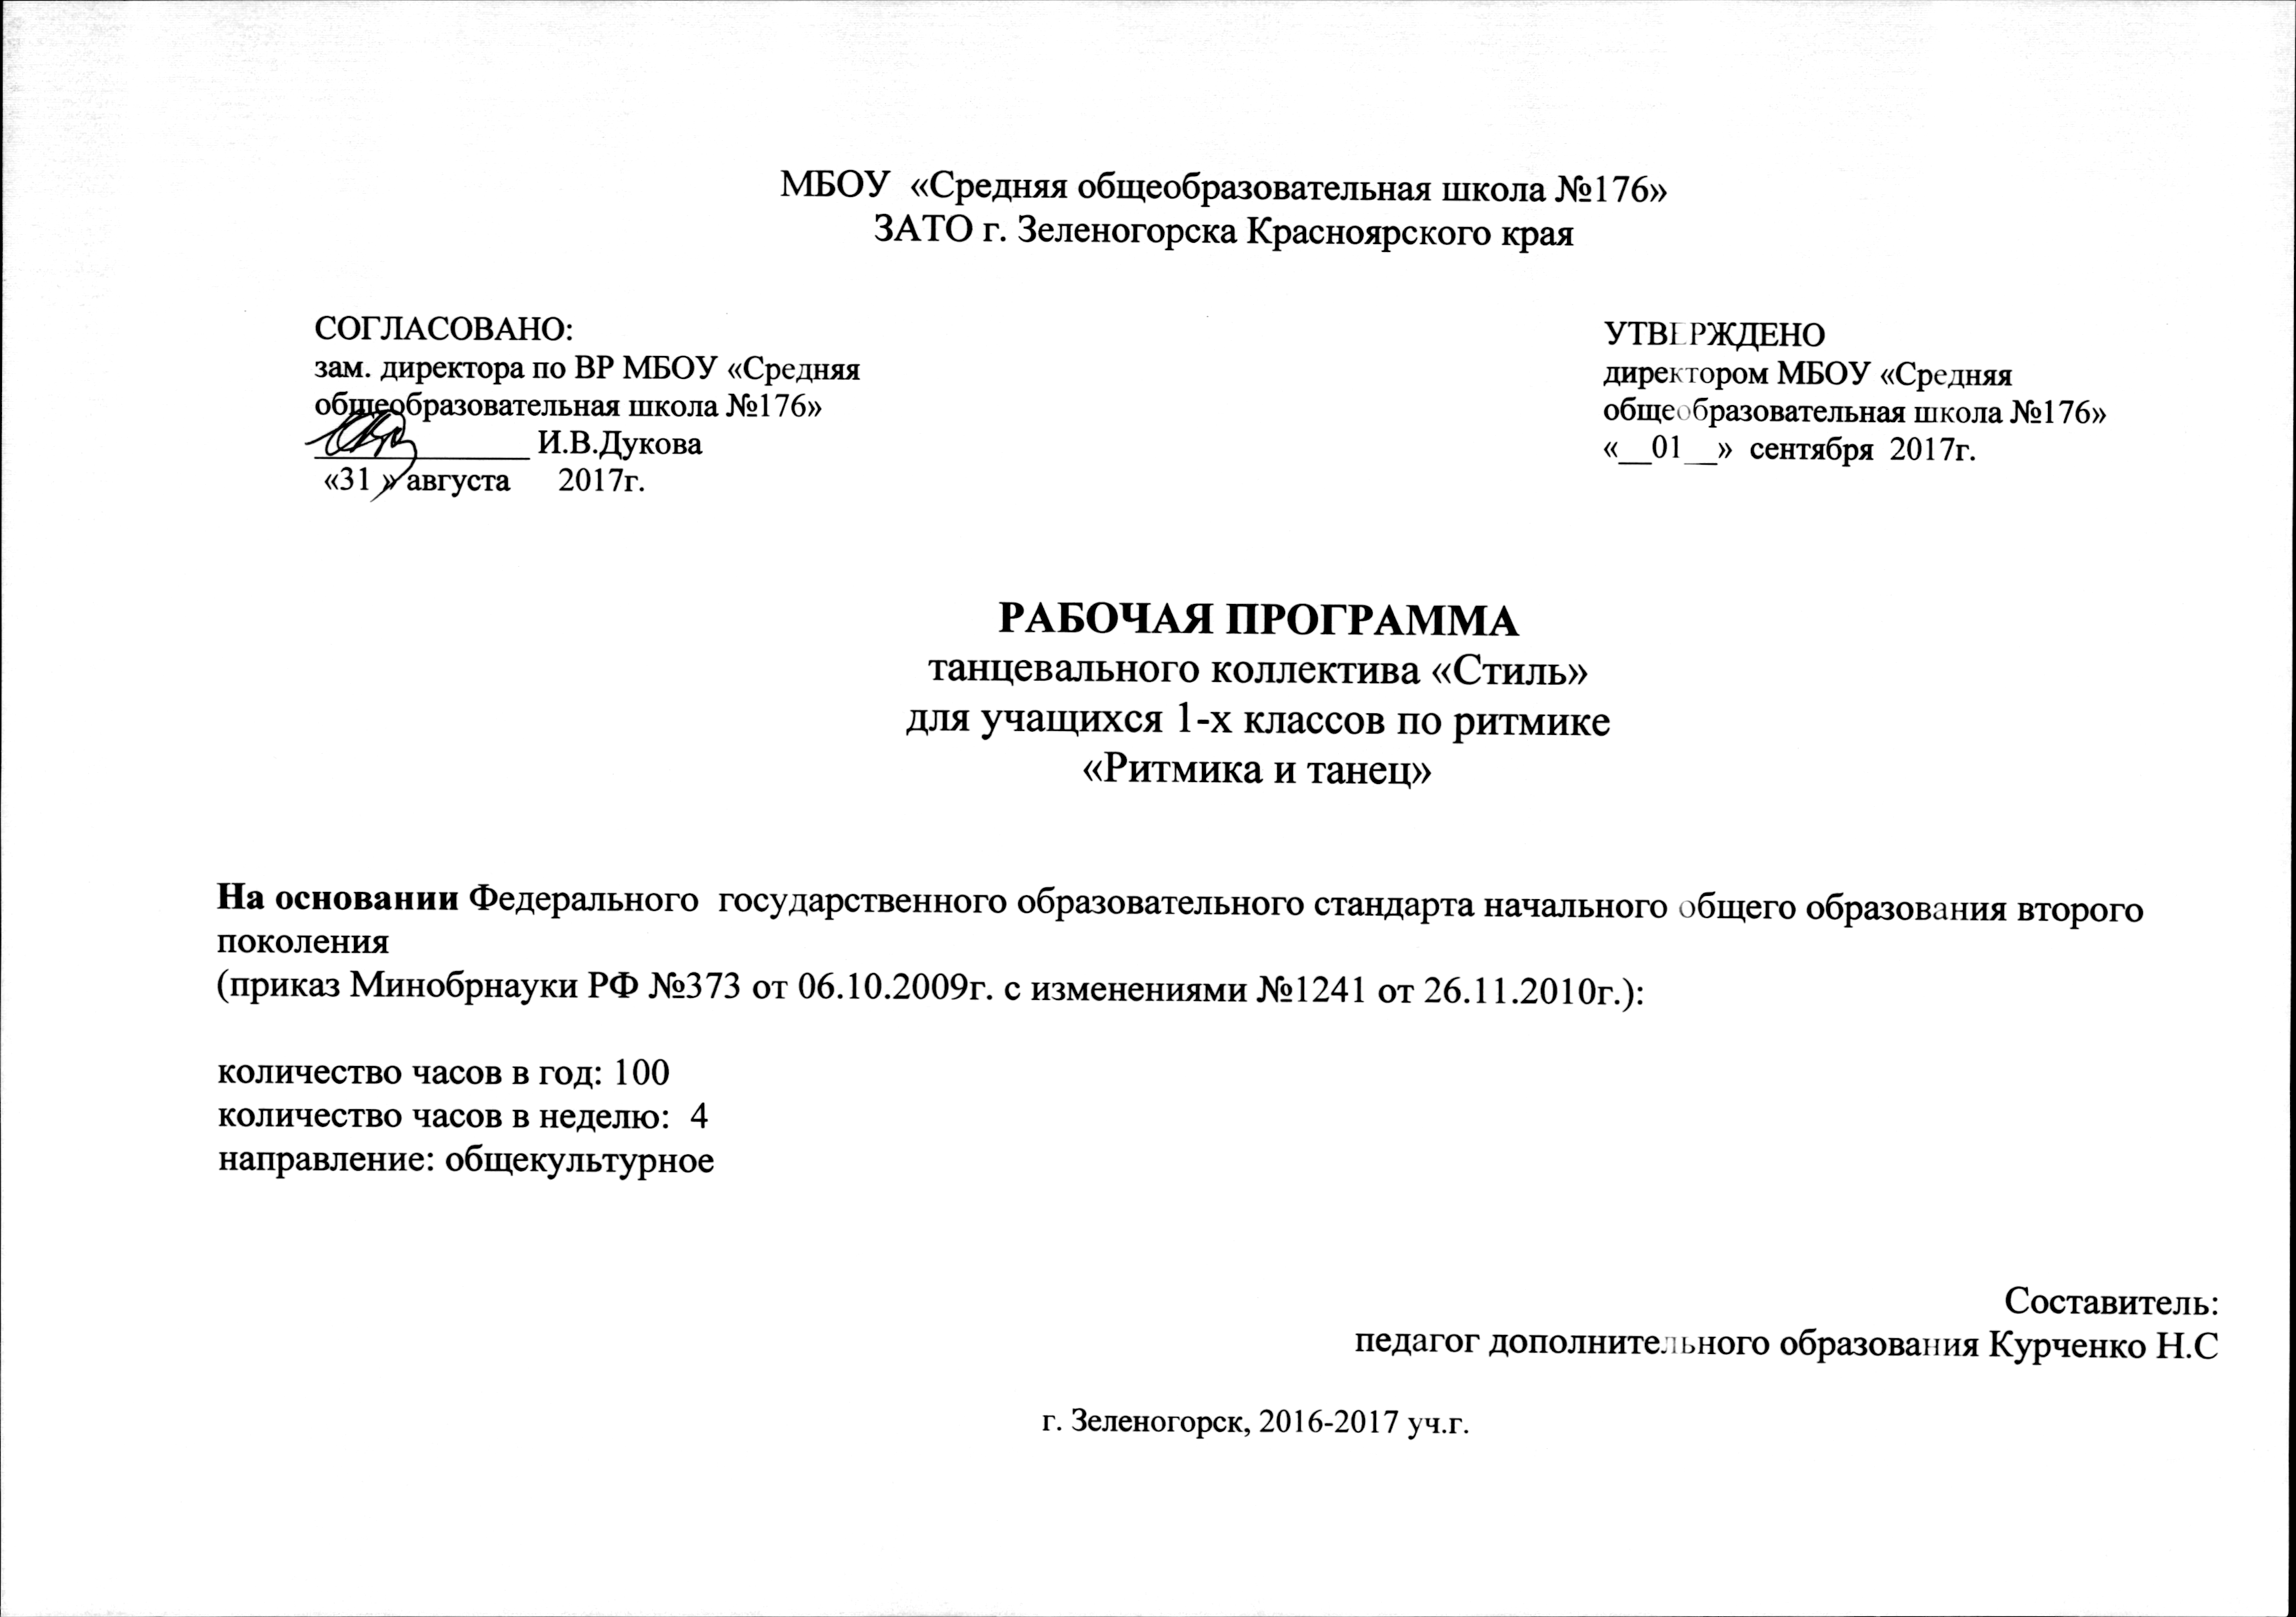 МБОУ «Средняя общеобразовательная школа №176»
ЗАТО г. Зеленогорска Красноярского края
СОГЛАСОВАНО:
зам. директора по ВР МБОУ «Средняя
общеобразовательная школа №176»
______________ И.В.Дукова
«31 » августа 2017г.
УТВЕРЖДЕНО
директором МБОУ «Средняя
общеобразовательная школа №176»
«__01__» сентября 2017г.
РАБОЧАЯ ПРОГРАММА
танцевального коллектива «Стиль»
для учащихся 1-х классов по ритмике
«Ритмика и танец»
На основании Федерального государственного образовательного стандарта начального общего образования второго
поколения
(приказ Минобрнауки РФ №373 от 06.10.2009г. с изменениями №1241 от 26.11.2010г.):
количество часов в год: 100
количество часов в неделю: 4
направление: общекультурное
Составитель:
педагог дополнительного образования Курченко Н.С
г. Зеленогорск, 2016-2017 уч.г.